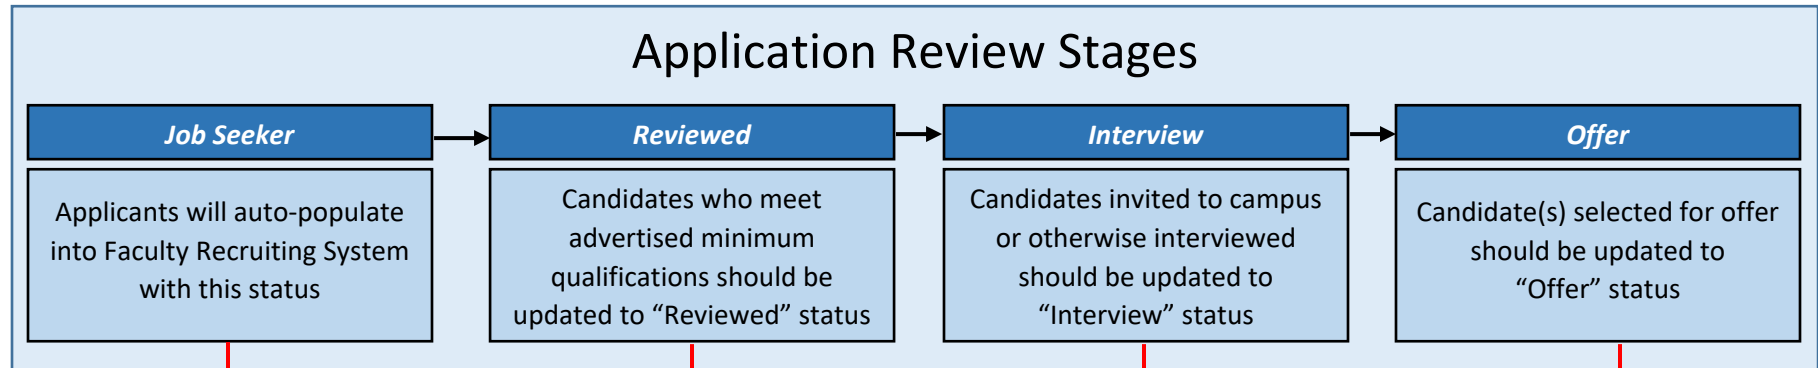 Application Review Stages
Job Seeker
Applicants will auto-populate
into Faculty Recruiting System
with this status
Reviewed
Candidates who meet
advertised minimum
qualifications should be
updated to “Reviewed” status
Interview
Candidates invited to campus
or otherwise interviewed
should be updated to
“Interview” status
Offer
Candidate(s) selected for offer
should be updated to
“Offer” status